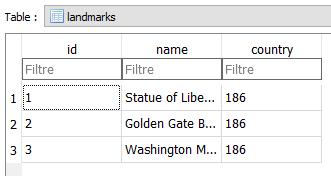 Table : landmarks
id name country
Filtre Filtre Filtre
1 1 Statue of Libe... 186
2 2 Golden Gate B... 186
3 3 Washington M... 186